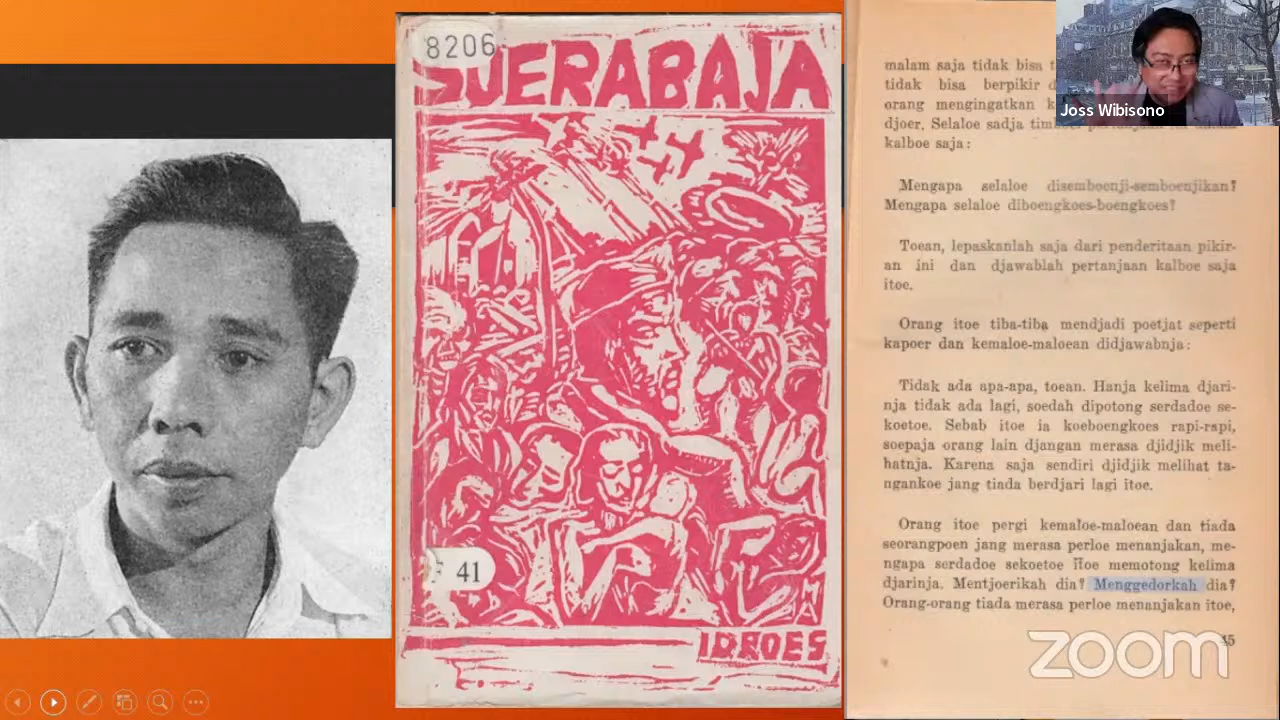 8206
SUERABAJA
41
IDROES
malam saja tidak bisa
tidak bisa berpikir
orang mengingatkan
djoer. Selaloe sadja
kalboe saja:
Mengapa selaloe disemboenji-semboenjikan?
Mengapa selaloe diboengkoes-boengkoes?
Toean, lepaskanlah saja dari penderitaan pikir-
an ini dan djawablah pertanjaan kalboe saja
itoe.
Orang itoe tiba-tiba mendjadi poetjat seperti
kapoer dan kemaloe-maloean didjawabnja:
Tidak ada apa-apa, toean. Hanja kelima djari-
nja tidak ada lagi, soedah dipotong serdadoe se-
koetoe. Sebab itoe ia koeboengkoes rapi-rapi,
soepaja orang lain djangan merasa djidjik meli-
hatnja. Karena saja sendiri djidjik melihat ta-
ngankoe jang tiada berdjari lagi itoe.
Orang itoe pergi kemaloe-maloean dan tiada
seorangpoen jang merasa perloe menanjakan, me-
ngapa serdadoe sekoetoe itoe memotong kelima
djarinja. Mentjoerikah dia? Menggedorkah dia?
Orang-orang tiada merasa perloe menanjakan itoe,
45
Joss Wibisono
zoom